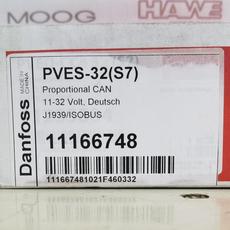 MOOG HAWE
PVES-32(S7)
Proportional CAN
11-32 Volt, Deutsch
J1939/ISOBUS
Danfoss
MADE IN
CHINA
11166748
111667481021F460332